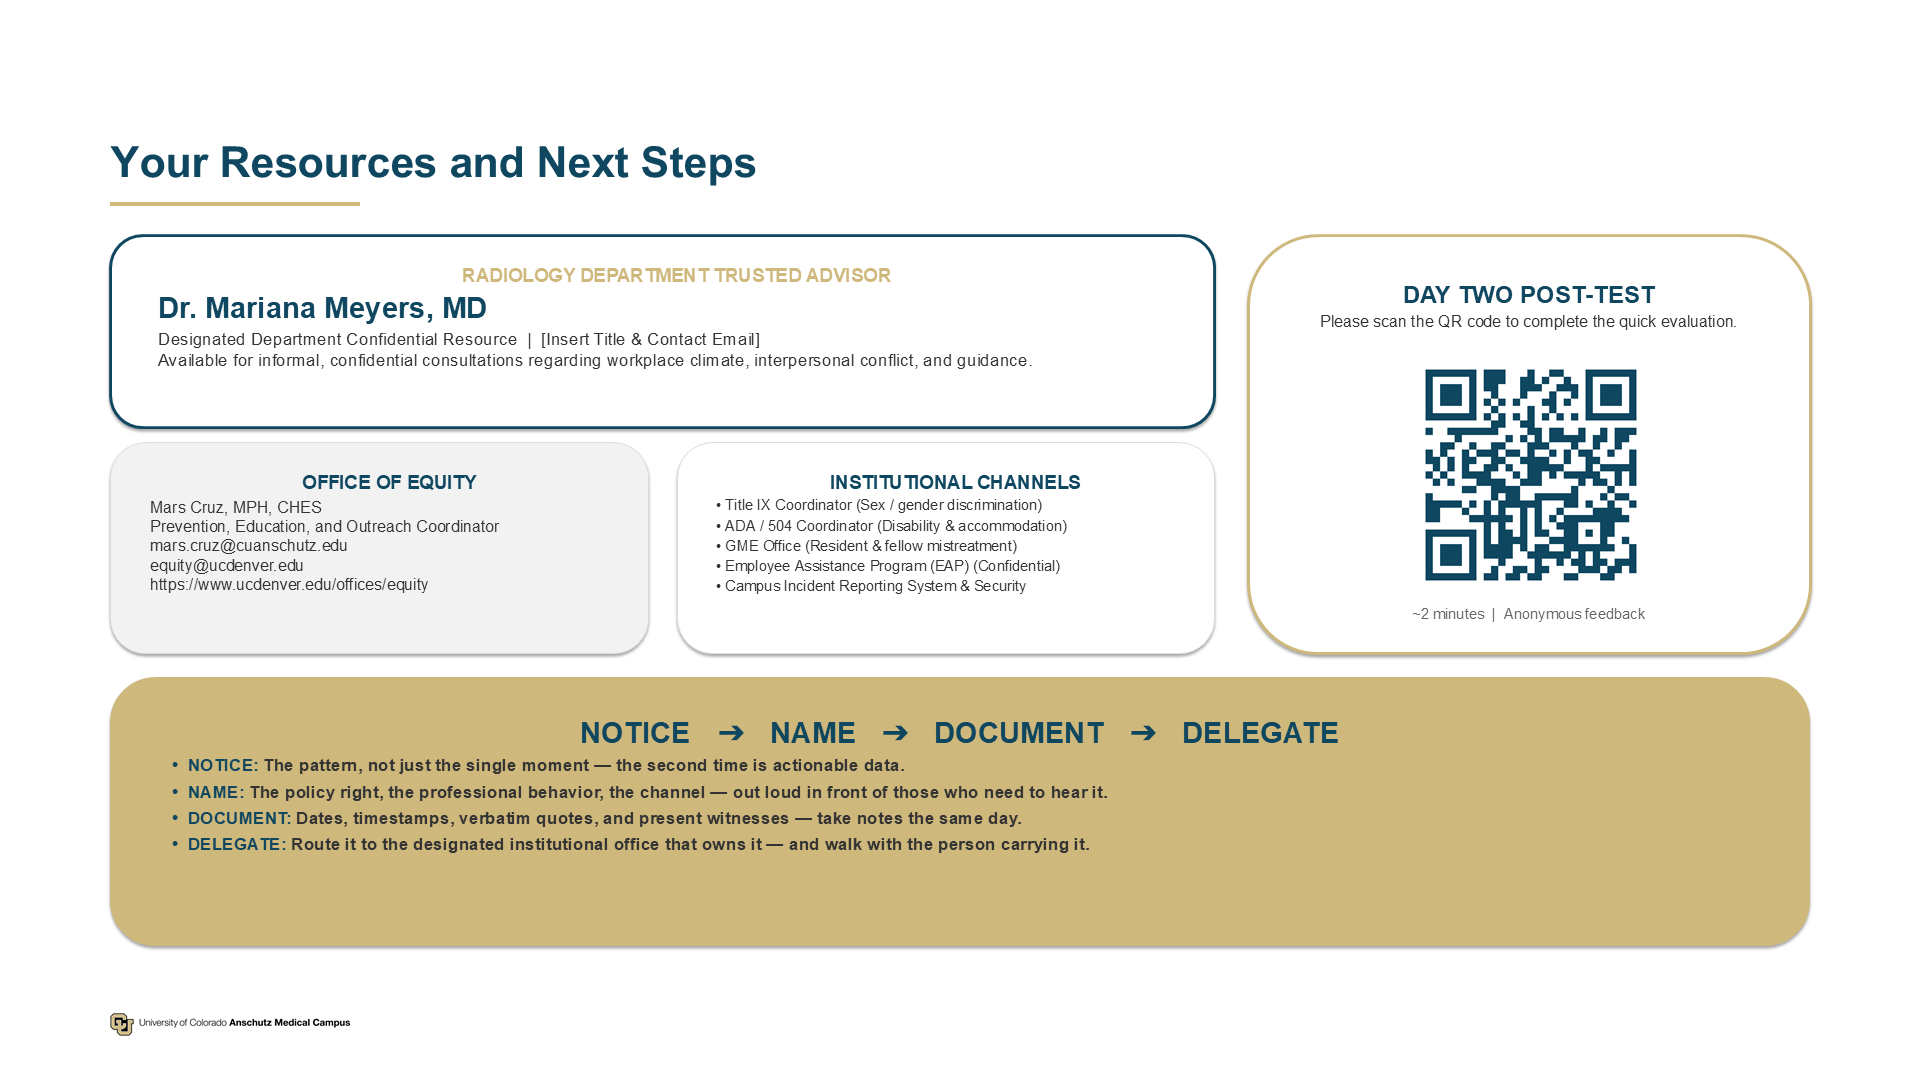 Your Resources and Next Steps
RADIOLOGY DEPARTMENT TRUSTED ADVISOR
Dr. Mariana Meyers, MD
Designated Department Confidential Resource | [Insert Title & Contact Email]
Available for informal, confidential consultations regarding workplace climate, interpersonal conflict, and guidance.
OFFICE OF EQUITY
Mars Cruz, MPH, CHES
Prevention, Education, and Outreach Coordinator
mars.cruz@cuanschutz.edu
equity@ucdenver.edu
https://www.ucdenver.edu/offices/equity
INSTITUTIONAL CHANNELS
• Title IX Coordinator (Sex / gender discrimination)
• ADA / 504 Coordinator (Disability & accommodation)
• GME Office (Resident & fellow mistreatment)
• Employee Assistance Program (EAP) (Confidential)
• Campus Incident Reporting System & Security
DAY TWO POST-TEST
Please scan the QR code to complete the quick evaluation.
~2 minutes | Anonymous feedback
NOTICE ➔ NAME ➔ DOCUMENT ➔ DELEGATE
• NOTICE: The pattern, not just the single moment — the second time is actionable data.
• NAME: The policy right, the professional behavior, the channel — out loud in front of those who need to hear it.
• DOCUMENT: Dates, timestamps, verbatim quotes, and present witnesses — take notes the same day.
• DELEGATE: Route it to the designated institutional office that owns it — and walk with the person carrying it.
University of Colorado Anschutz Medical Campus